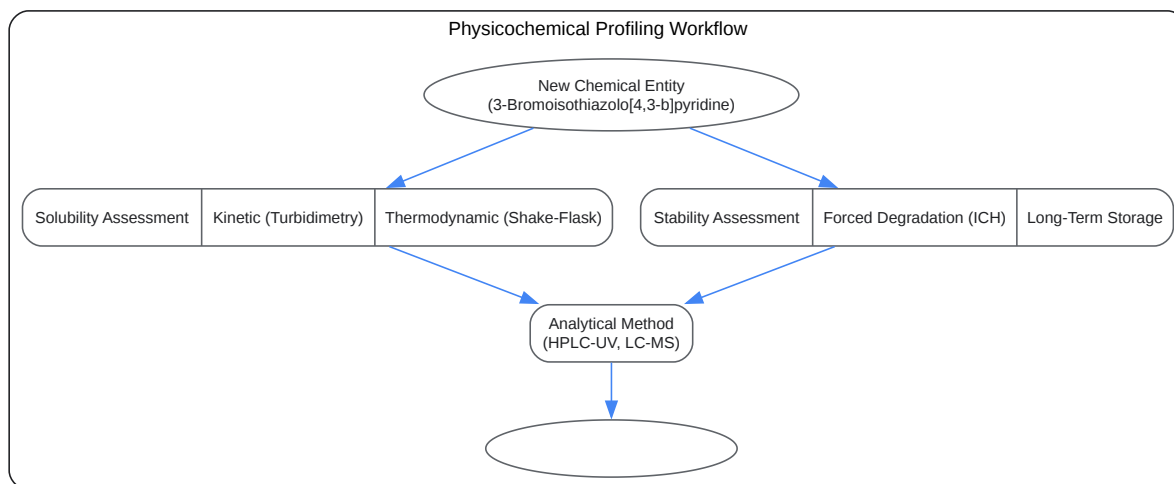 Physicochemical Profiling Workflow
New Chemical Entity
(3-Bromoisothiazolo[4,3-b]pyridine)
Solubility Assessment
Kinetic (Turbidimetry)
Thermodynamic (Shake-Flask)
Stability Assessment
Forced Degradation (ICH)
Long-Term Storage
Analytical Method
(HPLC-UV, LC-MS)